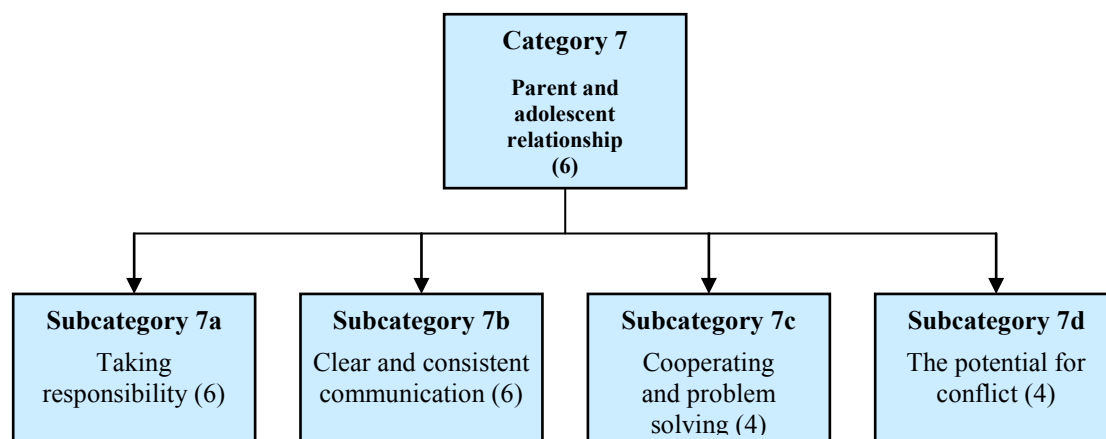 Category 7
Parent and
adolescent
relationship
(6)
Subcategory 7a
Taking
responsibility (6)
Subcategory 7b
Clear and consistent
communication (6)
Subcategory 7c
Cooperating
and problem
solving (4)
Subcategory 7d
The potential for
conflict (4)